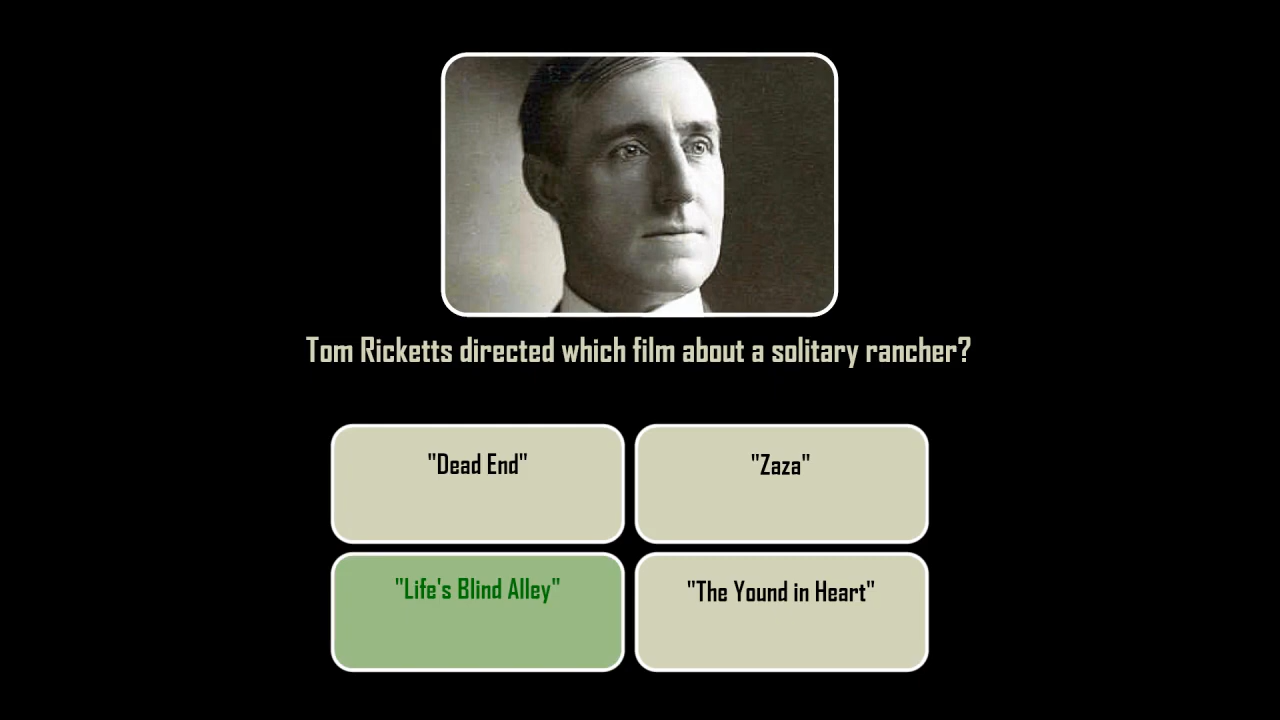 Tom Ricketts directed which film about a solitary rancher?
"Dead End"
"Zaza"
"Life's Blind Alley"
"The Yound in Heart"